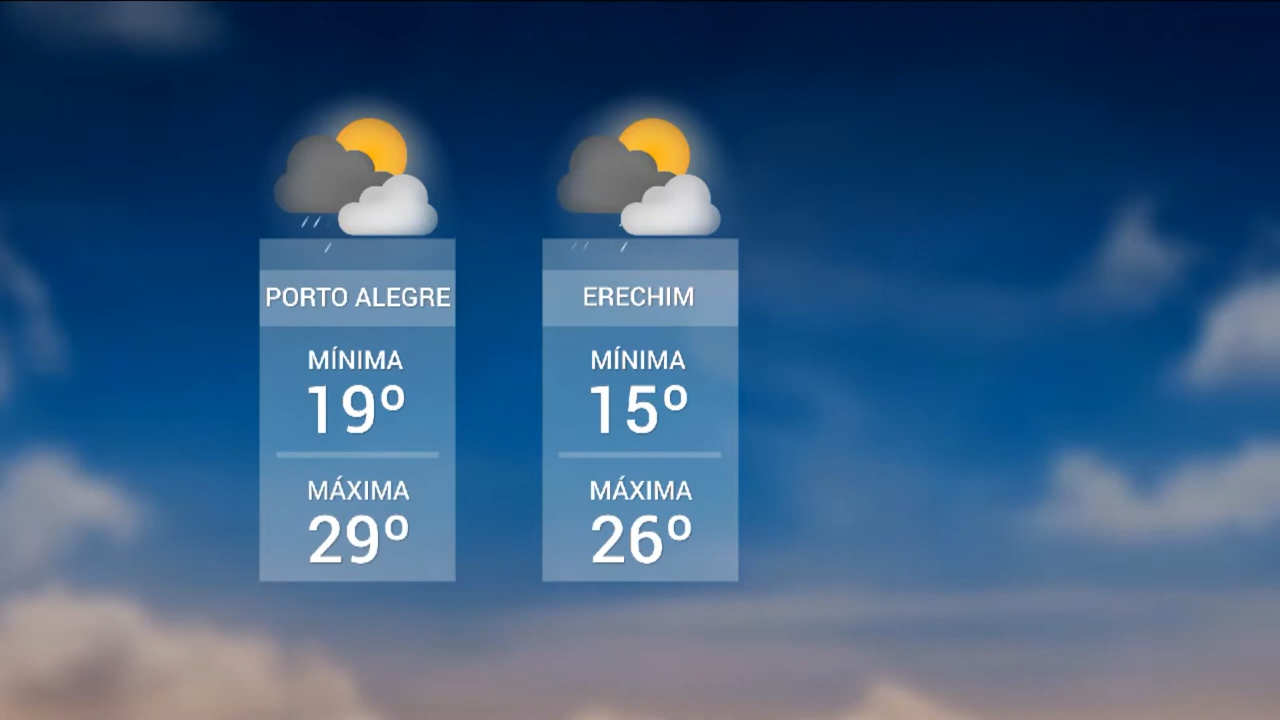 PORTO ALEGRE
MÍNIMA
19º
MÁXIMA
29º
ERECHIM
MÍNIMA
15º
MÁXIMA
26º